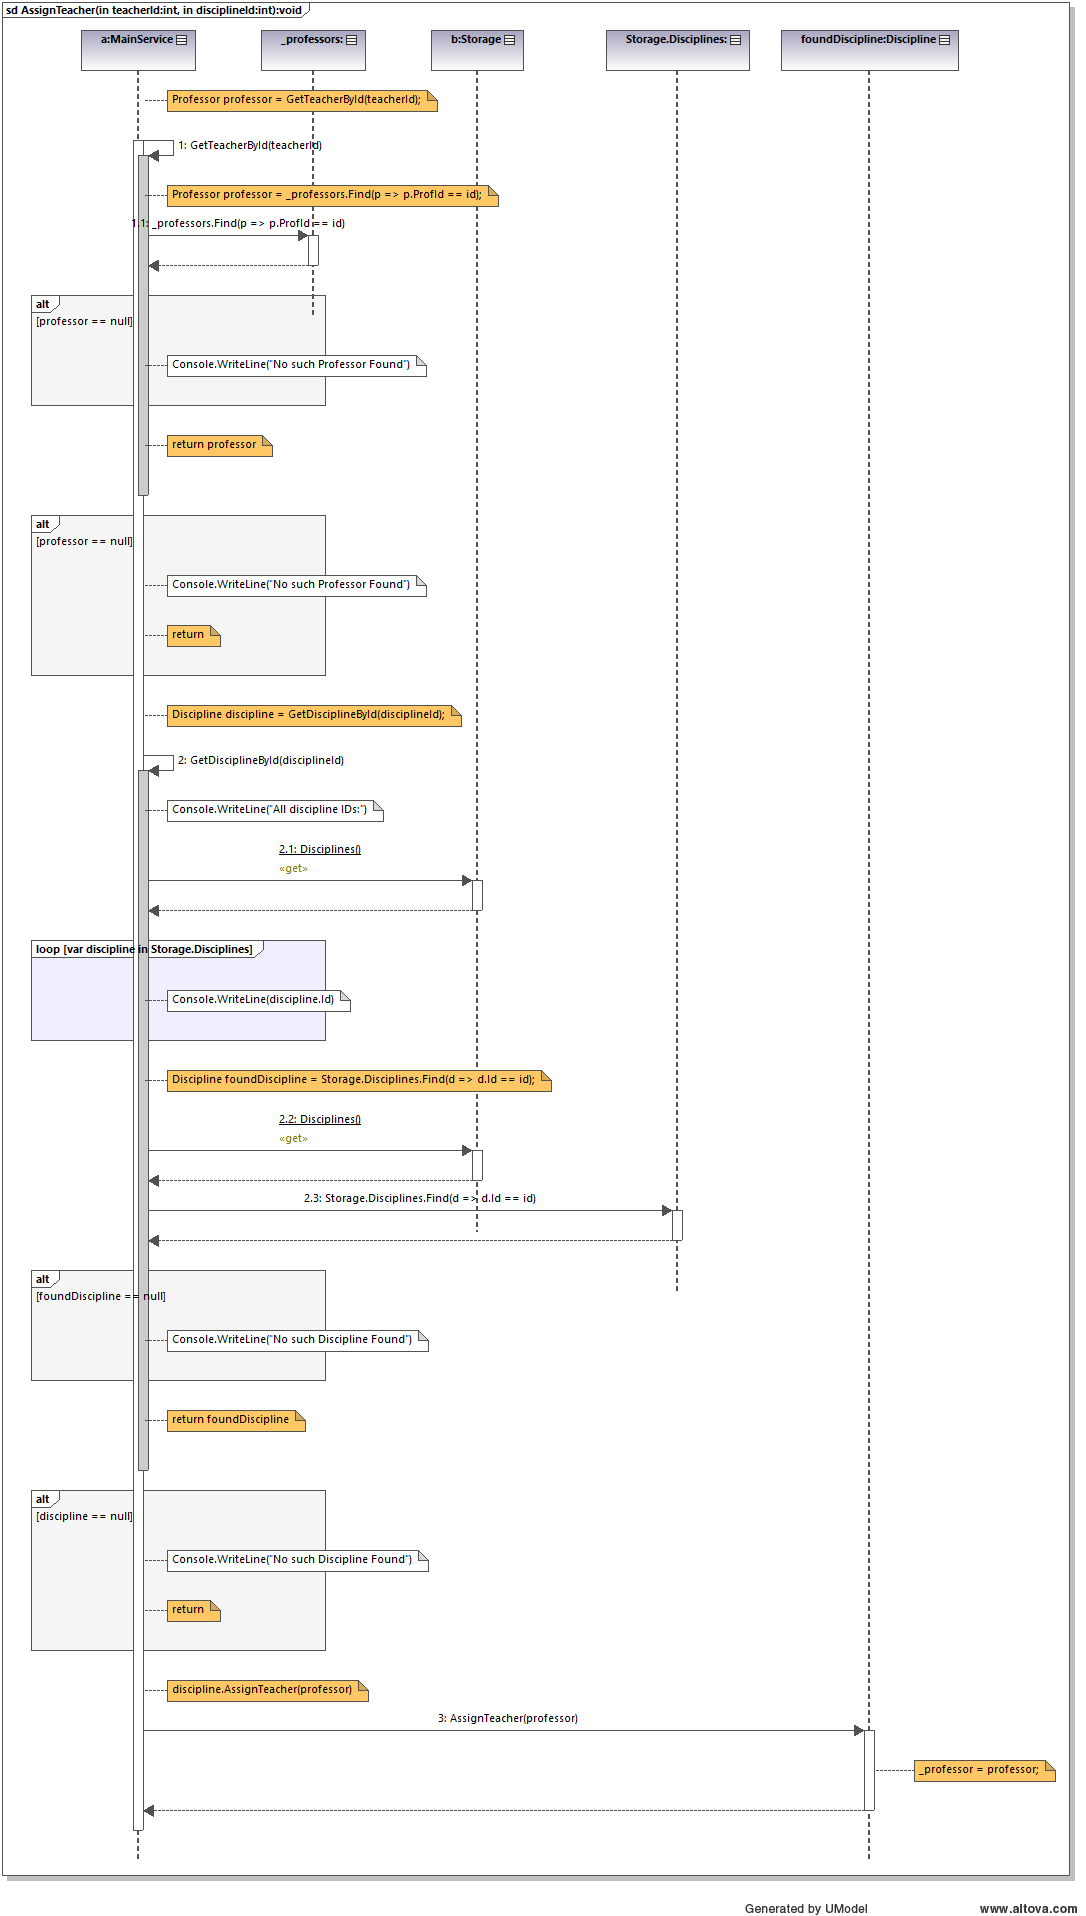 sd AssignTeacher(in teacherId:int, in disciplineId:int):void
a:MainService
_professors:
b:Storage
Storage.Disciplines:
foundDiscipline:Discipline
Professor professor = GetTeacherById(teacherId);
1: GetTeacherById(teacherId)
Professor professor = _professors.Find(p => p.ProfId == id);
1.1: _professors.Find(p => p.ProfId == id)
alt
[professor == null]
Console.WriteLine("No such Professor Found")
return professor
alt
[professor == null]
Console.WriteLine("No such Professor Found")
return
Discipline discipline = GetDisciplineById(disciplineId);
2: GetDisciplineById(disciplineId)
Console.WriteLine("All discipline IDs:")
2.1: Disciplines()
«get»
loop [var discipline in Storage.Disciplines]
Console.WriteLine(discipline.Id)
Discipline foundDiscipline = Storage.Disciplines.Find(d => d.Id == id);
2.2: Disciplines()
«get»
2.3: Storage.Disciplines.Find(d => d.Id == id)
alt
[foundDiscipline == null]
Console.WriteLine("No such Discipline Found")
return foundDiscipline
alt
[discipline == null]
Console.WriteLine("No such Discipline Found")
return
discipline.AssignTeacher(professor)
3: AssignTeacher(professor)
_professor = professor;
Generated by UModel
www.altova.com